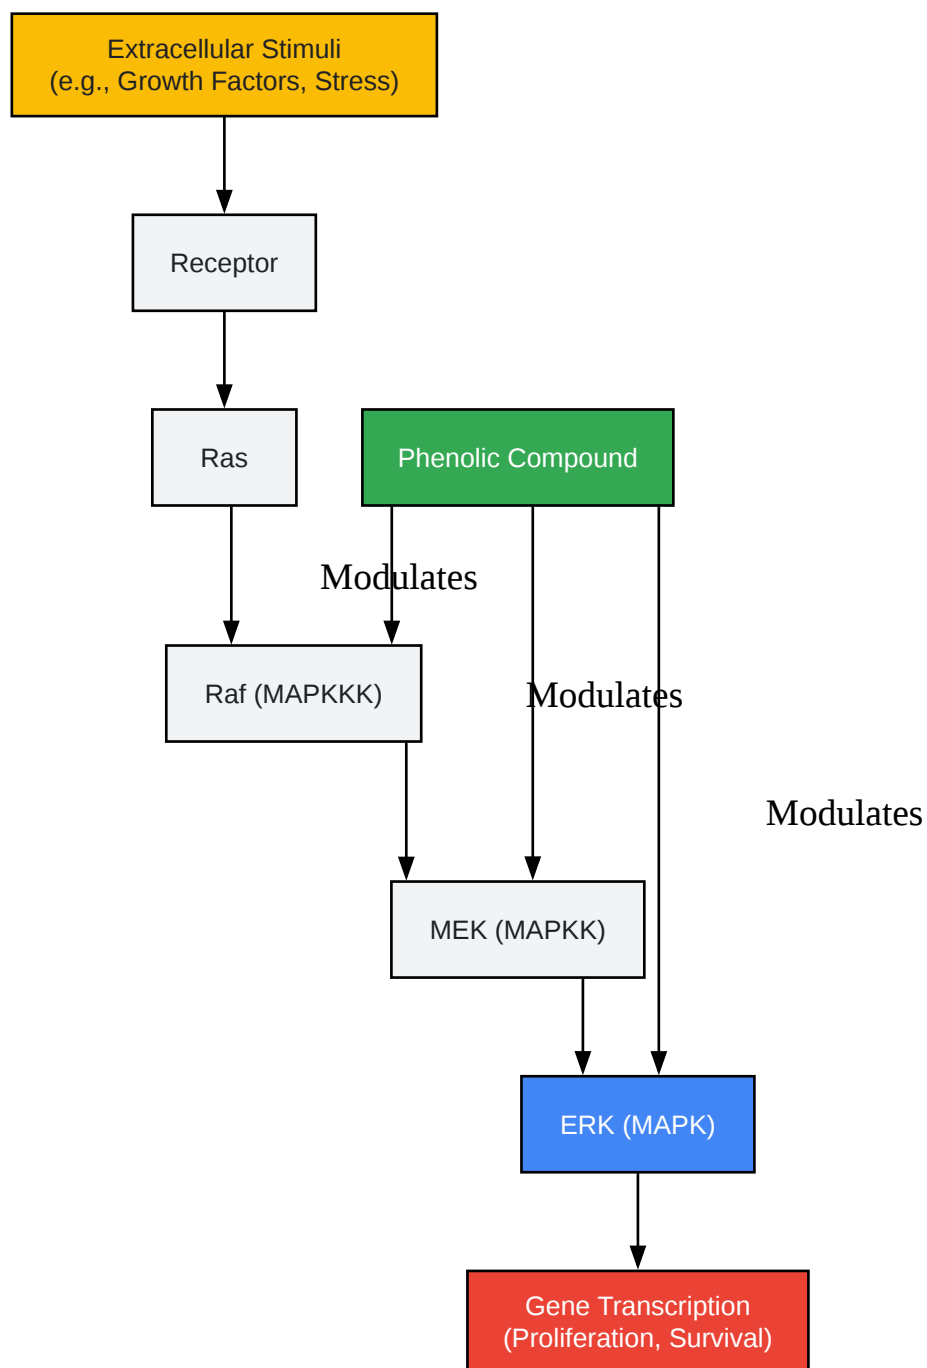 Extracellular Stimuli
(e.g., Growth Factors, Stress)
Receptor
Ras
Phenolic Compound
Modulates
Raf (MAPKKK)
Modulates
Modulates
MEK (MAPKK)
ERK (MAPK)
Gene Transcription
(Proliferation, Survival)